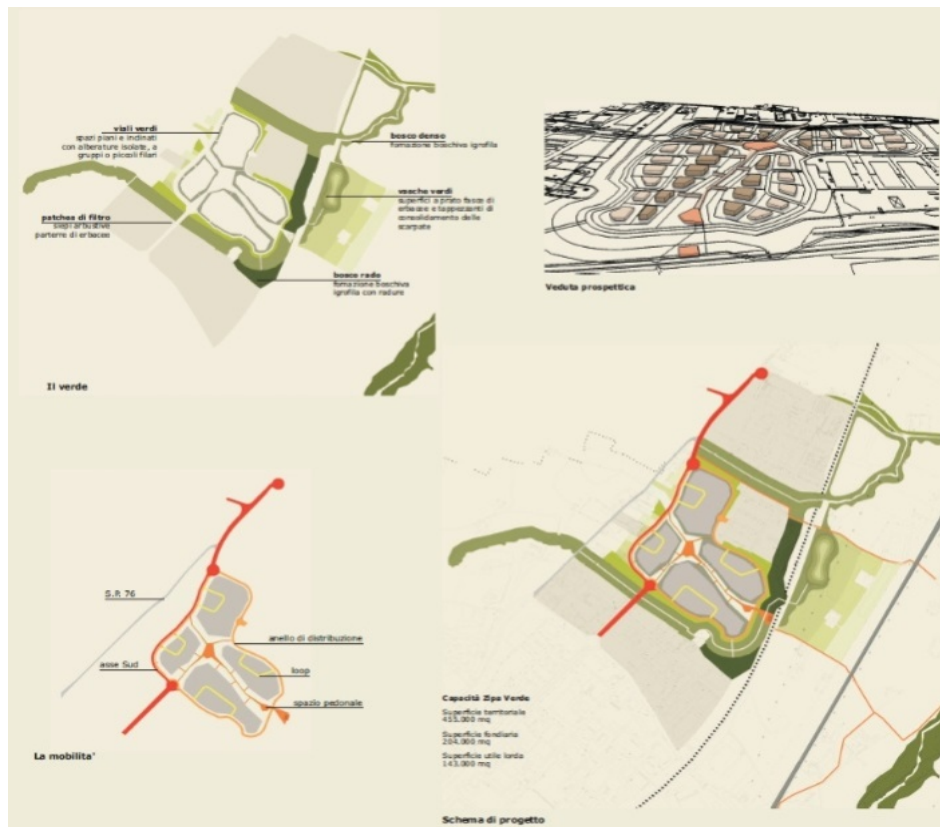 viali verdi
spazi piani e inclinati
con alberature isolate, a
gruppi o piccoli filari
bosco denso
formazione boschiva igrofila
vasche verdi
superfici a prato fasce di
erbacee e tappezzanti di
consolidamento delle
scarpate
patches di filtro
siepi arbustive
parterre di erbacee
bosco rado
formazione boschiva
igrofila con radure
Il verde
Veduta prospettica
S.P. 76
anello di distribuzione
asse Sud
loop
spazio pedonale
La mobilita'
Capacità Zipa Verde
Superficie territoriale
455.000 mq
Superficie fondiaria
204.000 mq
Superficie utile lorda
143.000 mq
Schema di progetto